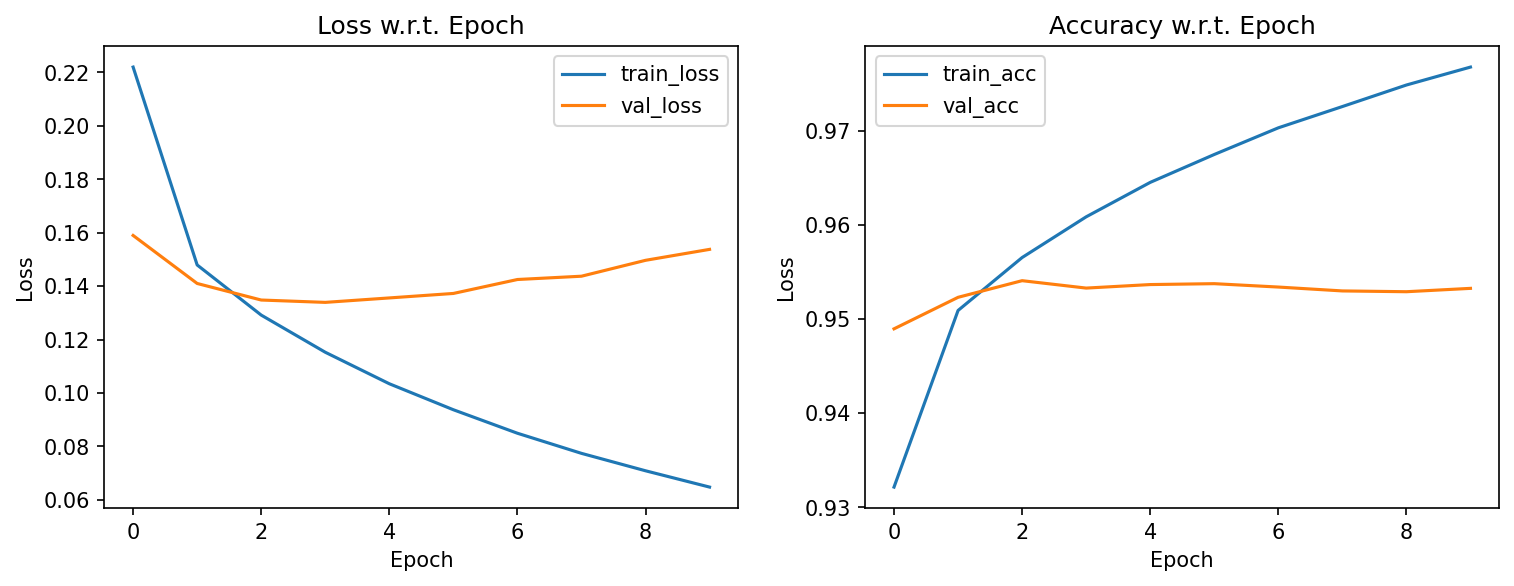 Loss w.r.t. Epoch
train_loss
val_loss
0.22
0.20
0.18
0.16
0.14
0.12
0.10
0.08
0.06
Loss
0 2 4 6 8
Epoch
Accuracy w.r.t. Epoch
train_acc
val_acc
0.97
0.96
0.95
0.94
0.93
Loss
0 2 4 6 8
Epoch